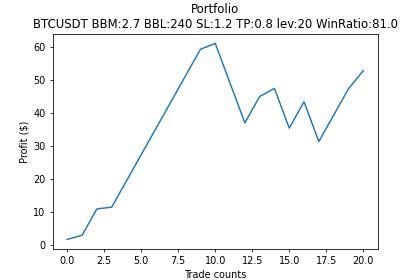 Portfolio
BTCUSDT BBM:2.7 BBL:240 SL:1.2 TP:0.8 lev:20 WinRatio:81.0
60
50
40
30
20
10
0
Profit ($)
0.0 2.5 5.0 7.5 10.0 12.5 15.0 17.5 20.0
Trade counts